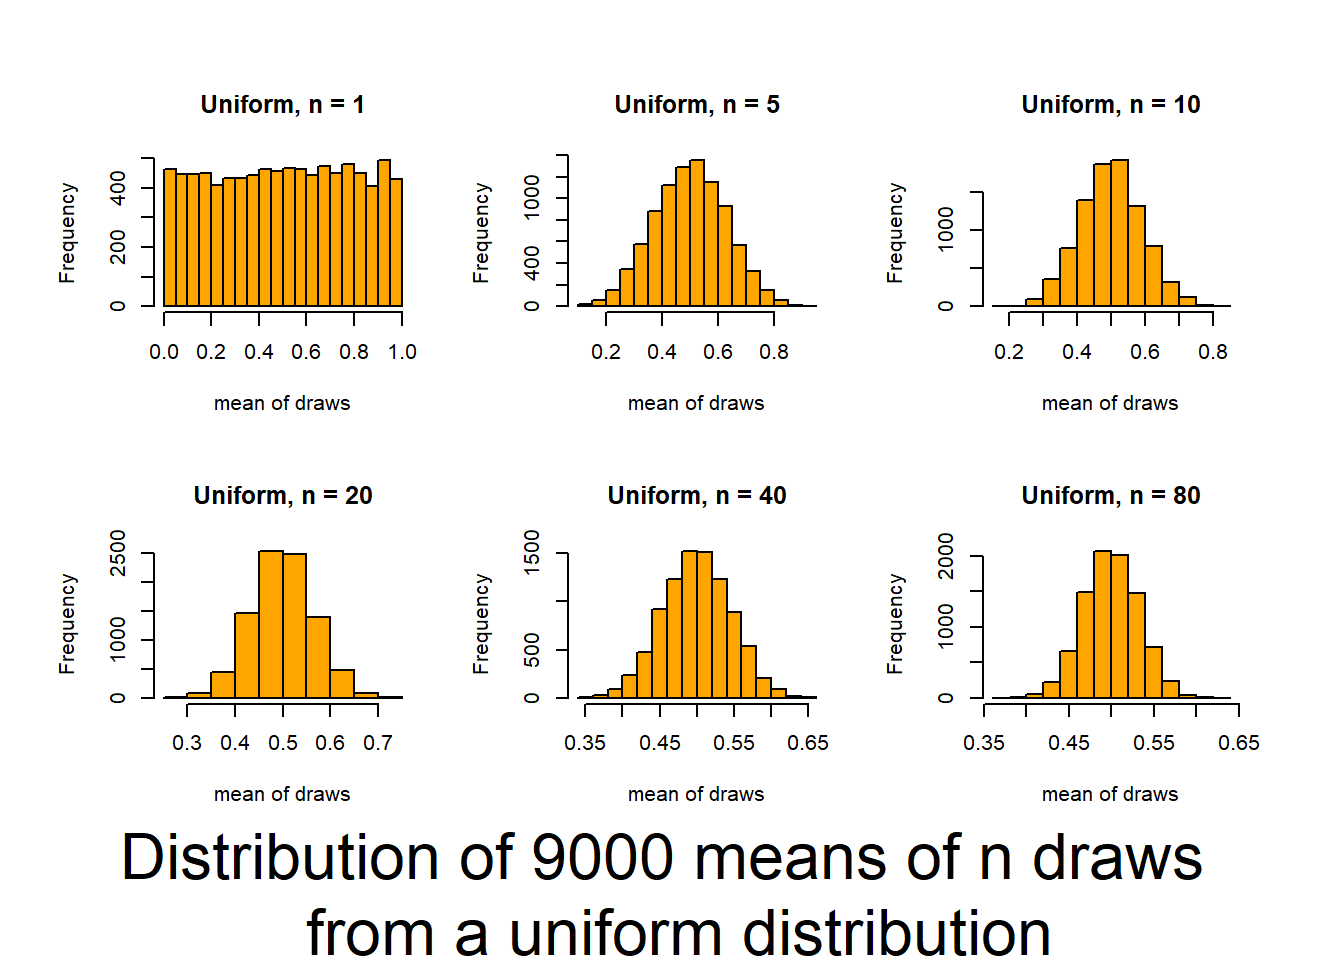 Uniform, n = 1
Frequency
0 200 400
0.0 0.2 0.4 0.6 0.8 1.0
mean of draws
Uniform, n = 5
Frequency
0 400 1000
0.2 0.4 0.6 0.8
mean of draws
Uniform, n = 10
Frequency
0 1000
0.2 0.4 0.6 0.8
mean of draws
Uniform, n = 20
Frequency
0 1000 2500
0.3 0.4 0.5 0.6 0.7
mean of draws
Uniform, n = 40
Frequency
0 500 1500
0.35 0.45 0.55 0.65
mean of draws
Uniform, n = 80
Frequency
0 1000 2000
0.35 0.45 0.55 0.65
mean of draws
Distribution of 9000 means of n draws
from a uniform distribution